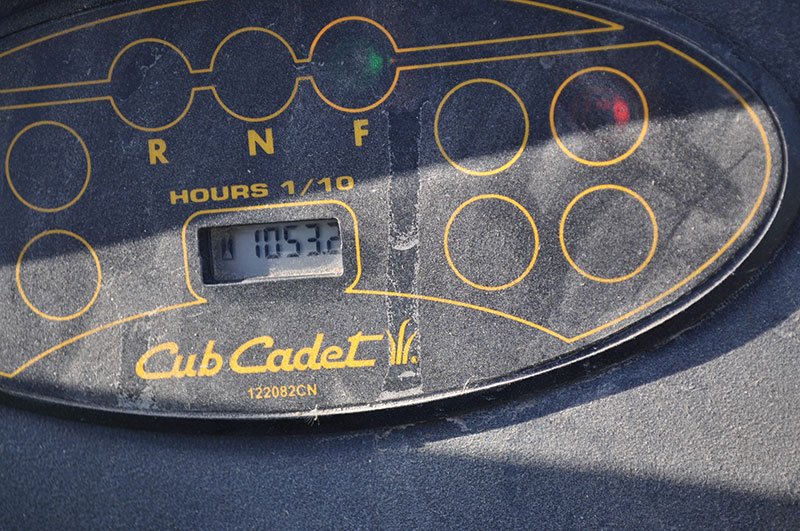 R N F
HOURS 1/10
1053.2
Cub Cadet
122082CN